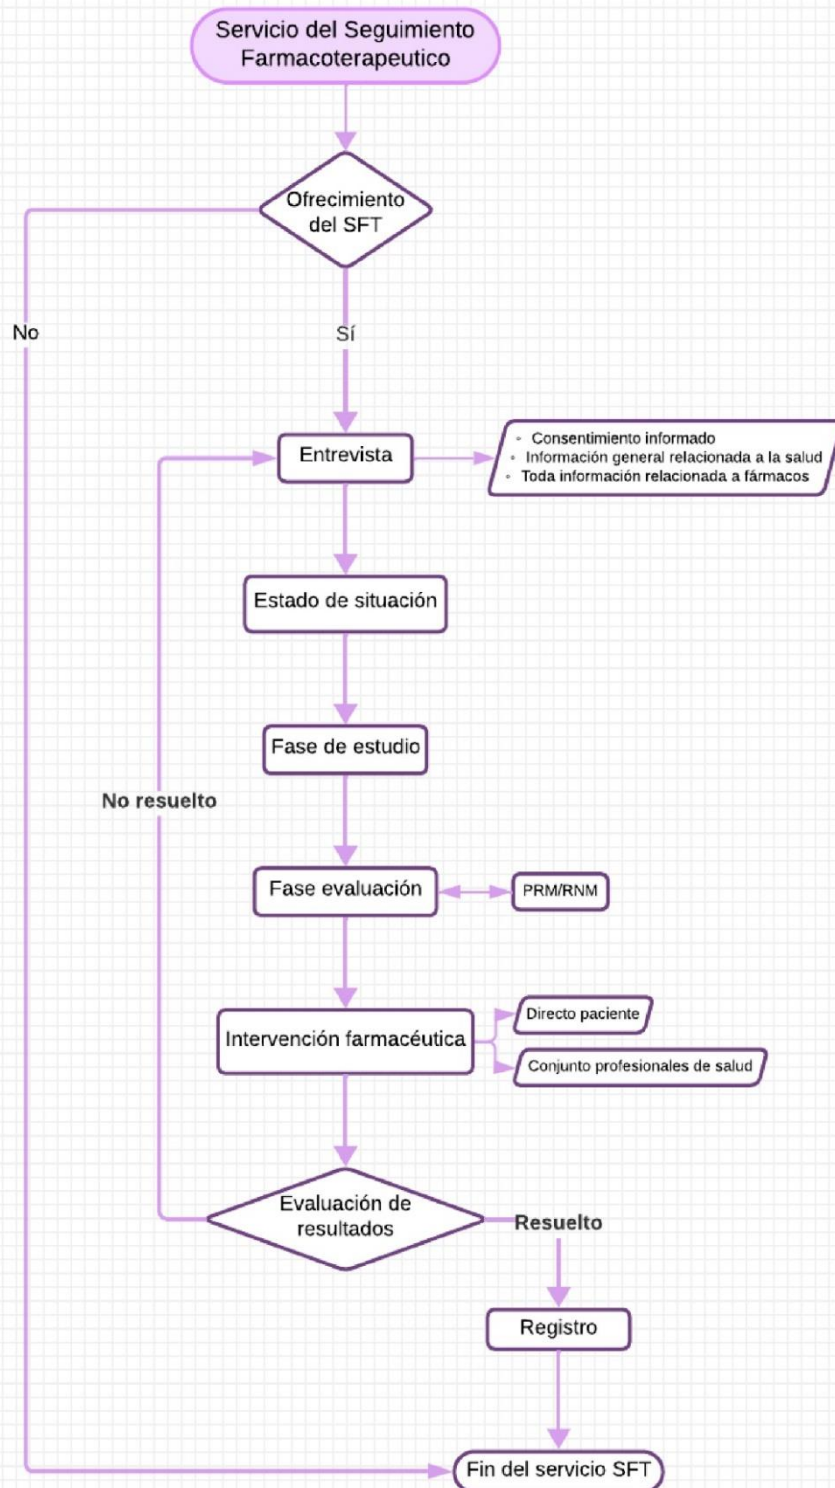 Servicio del Seguimiento
Farmacoterapeutico
Ofrecimiento
del SFT
No
Sí
Entrevista
◦ Consentimiento informado
◦ Información general relacionada a la salud
◦ Toda información relacionada a fármacos
Estado de situación
Fase de estudio
No resuelto
Fase evaluación
PRM/RNM
Intervención farmacéutica
Directo paciente
Conjunto profesionales de salud
Evaluación de
resultados
Resuelto
Registro
Fin del servicio SFT